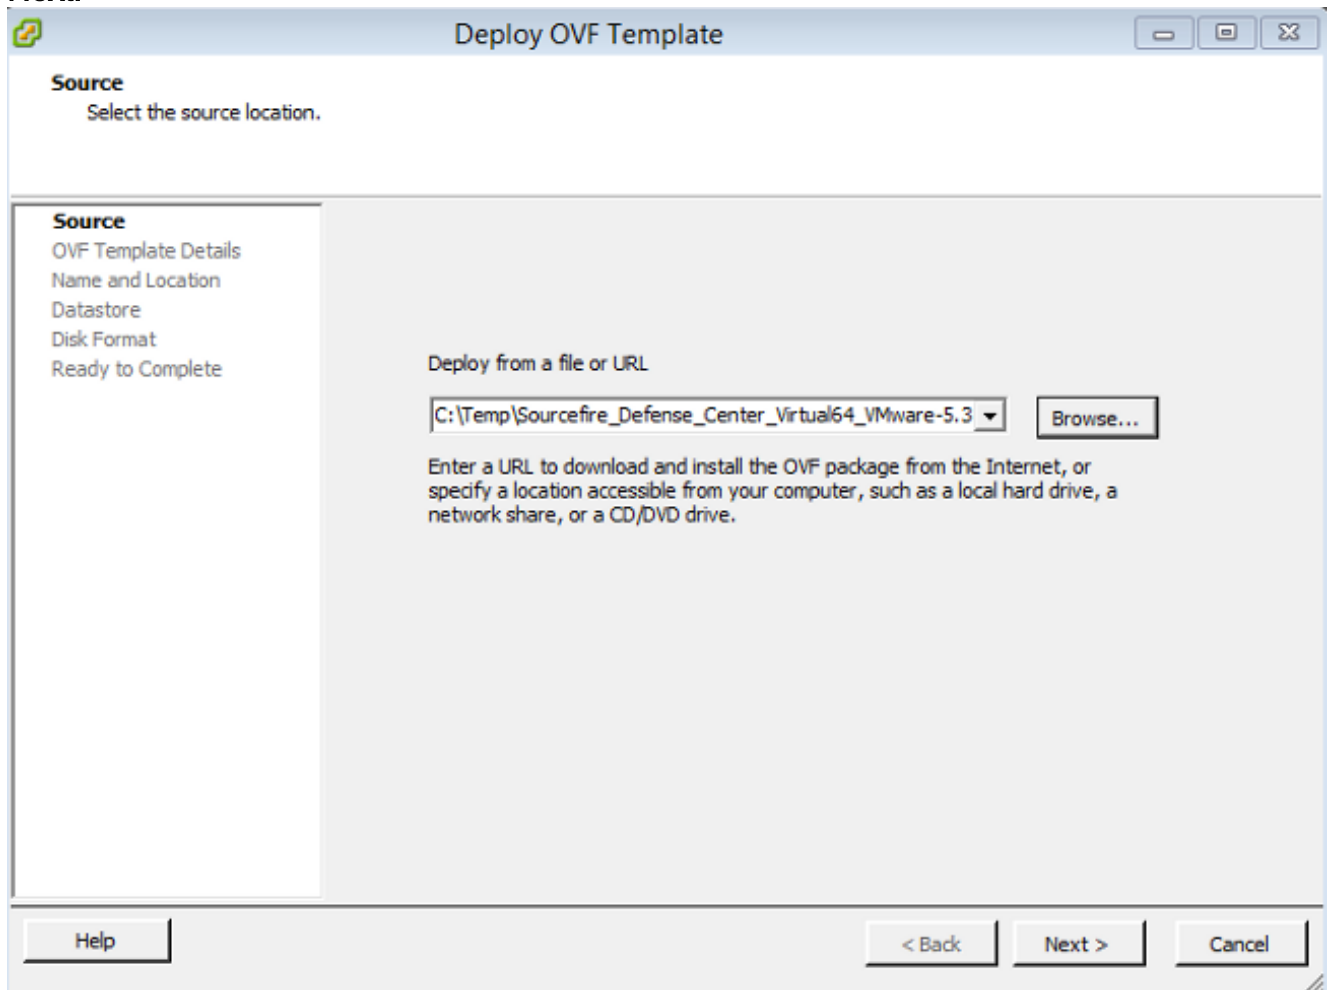 Deploy OVF Template
Source
Select the source location.
Source
OVF Template Details
Name and Location
Datastore
Disk Format
Ready to Complete
Deploy from a file or URL
C:\Temp\Sourcefire_Defense_Center_Virtual64_VMware-5.3
Browse...
Enter a URL to download and install the OVF package from the Internet, or
specify a location accessible from your computer, such as a local hard drive, a
network share, or a CD/DVD drive.
Help
< Back
Next >
Cancel